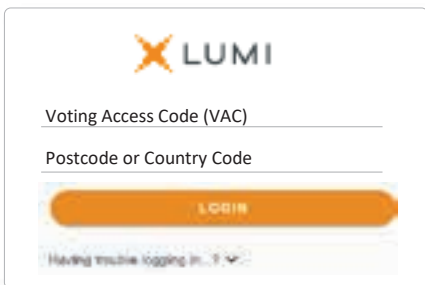 LUMI
Voting Access Code (VAC)
Postcode or Country Code
LOGIN
Having trouble logging in...?